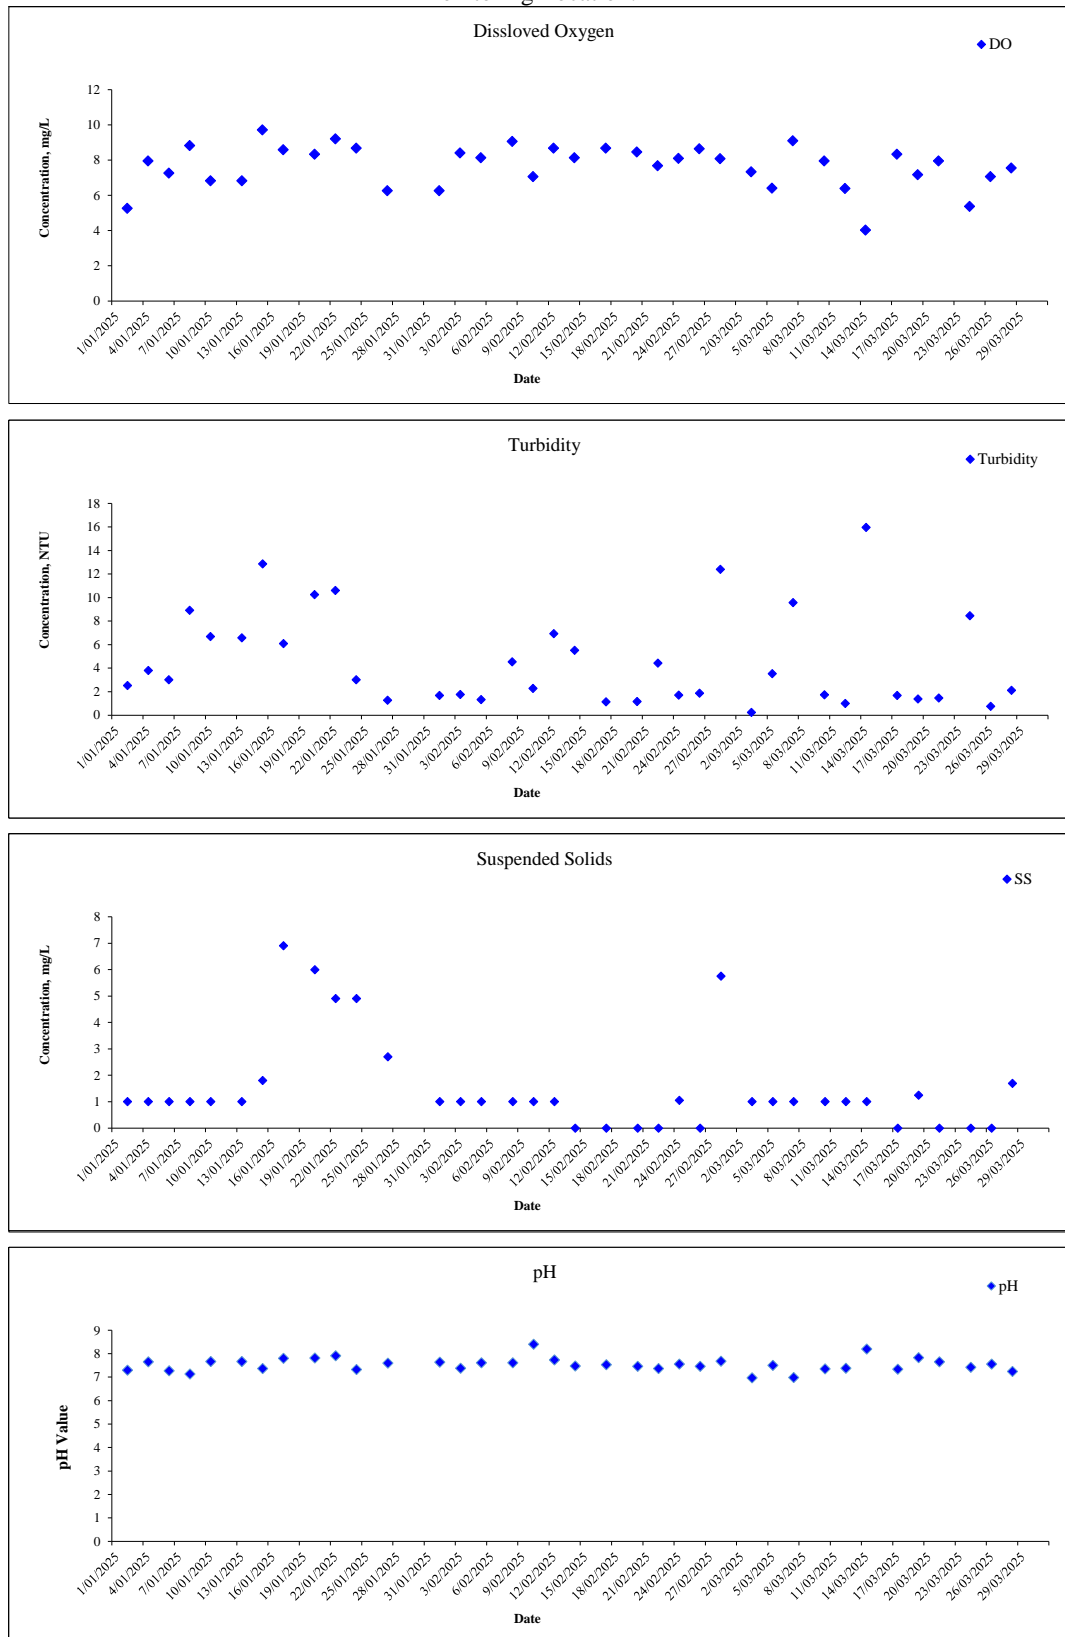 Dissloved Oxygen
DO
Concentration, mg/L
12
10
8
6
4
2
0
1/01/2025 4/01/2025 7/01/2025 10/01/2025 13/01/2025 16/01/2025 19/01/2025 22/01/2025 25/01/2025 28/01/2025 31/01/2025 3/02/2025 6/02/2025 9/02/2025 12/02/2025 15/02/2025 18/02/2025 21/02/2025 24/02/2025 27/02/2025 2/03/2025 5/03/2025 8/03/2025 11/03/2025 14/03/2025 17/03/2025 20/03/2025 23/03/2025 26/03/2025 29/03/2025
Date
Turbidity
Turbidity
Concentration, NTU
18
16
14
12
10
8
6
4
2
0
1/01/2025 4/01/2025 7/01/2025 10/01/2025 13/01/2025 16/01/2025 19/01/2025 22/01/2025 25/01/2025 28/01/2025 31/01/2025 3/02/2025 6/02/2025 9/02/2025 12/02/2025 15/02/2025 18/02/2025 21/02/2025 24/02/2025 27/02/2025 2/03/2025 5/03/2025 8/03/2025 11/03/2025 14/03/2025 17/03/2025 20/03/2025 23/03/2025 26/03/2025 29/03/2025
Date
Suspended Solids
SS
Concentration, mg/L
8
7
6
5
4
3
2
1
0
1/01/2025 4/01/2025 7/01/2025 10/01/2025 13/01/2025 16/01/2025 19/01/2025 22/01/2025 25/01/2025 28/01/2025 31/01/2025 3/02/2025 6/02/2025 9/02/2025 12/02/2025 15/02/2025 18/02/2025 21/02/2025 24/02/2025 27/02/2025 2/03/2025 5/03/2025 8/03/2025 11/03/2025 14/03/2025 17/03/2025 20/03/2025 23/03/2025 26/03/2025 29/03/2025
Date
pH
pH
pH Value
9
8
7
6
5
4
3
2
1
0
1/01/2025 4/01/2025 7/01/2025 10/01/2025 13/01/2025 16/01/2025 19/01/2025 22/01/2025 25/01/2025 28/01/2025 31/01/2025 3/02/2025 6/02/2025 9/02/2025 12/02/2025 15/02/2025 18/02/2025 21/02/2025 24/02/2025 27/02/2025 2/03/2025 5/03/2025 8/03/2025 11/03/2025 14/03/2025 17/03/2025 20/03/2025 23/03/2025 26/03/2025 29/03/2025
Date